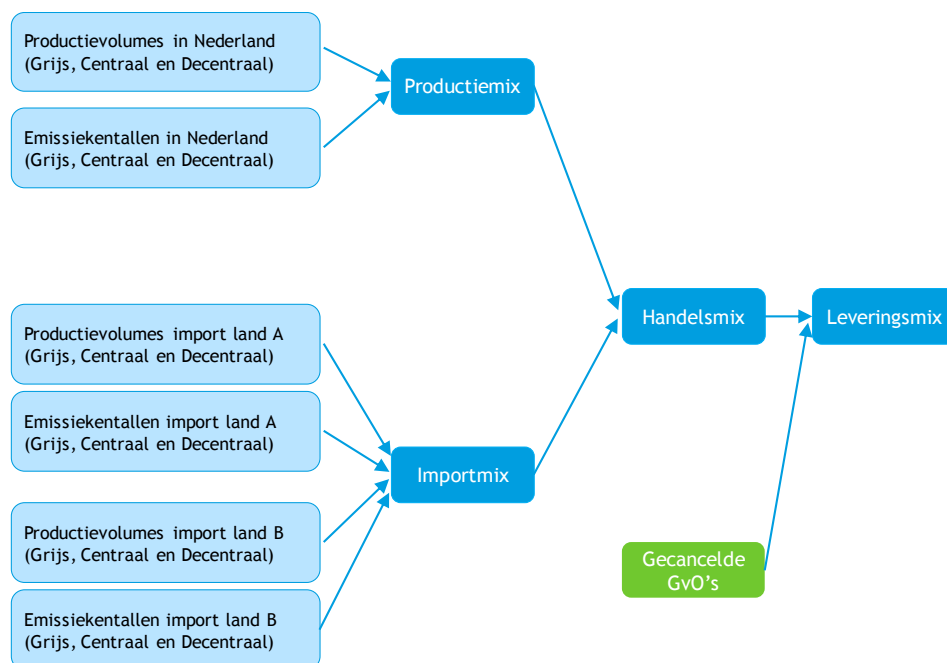 Productievolumes in Nederland
(Grijs, Centraal en Decentraal)
Productiemix
Emissiekentallen in Nederland
(Grijs, Centraal en Decentraal)
Handelsmix
Leveringsmix
Productievolumes import land A
(Grijs, Centraal en Decentraal)
Emissiekentallen import land A
(Grijs, Centraal en Decentraal)
Importmix
Productievolumes import land B
(Grijs, Centraal en Decentraal)
Gecancelde
GvO's
Emissiekentallen import land B
(Grijs, Centraal en Decentraal)